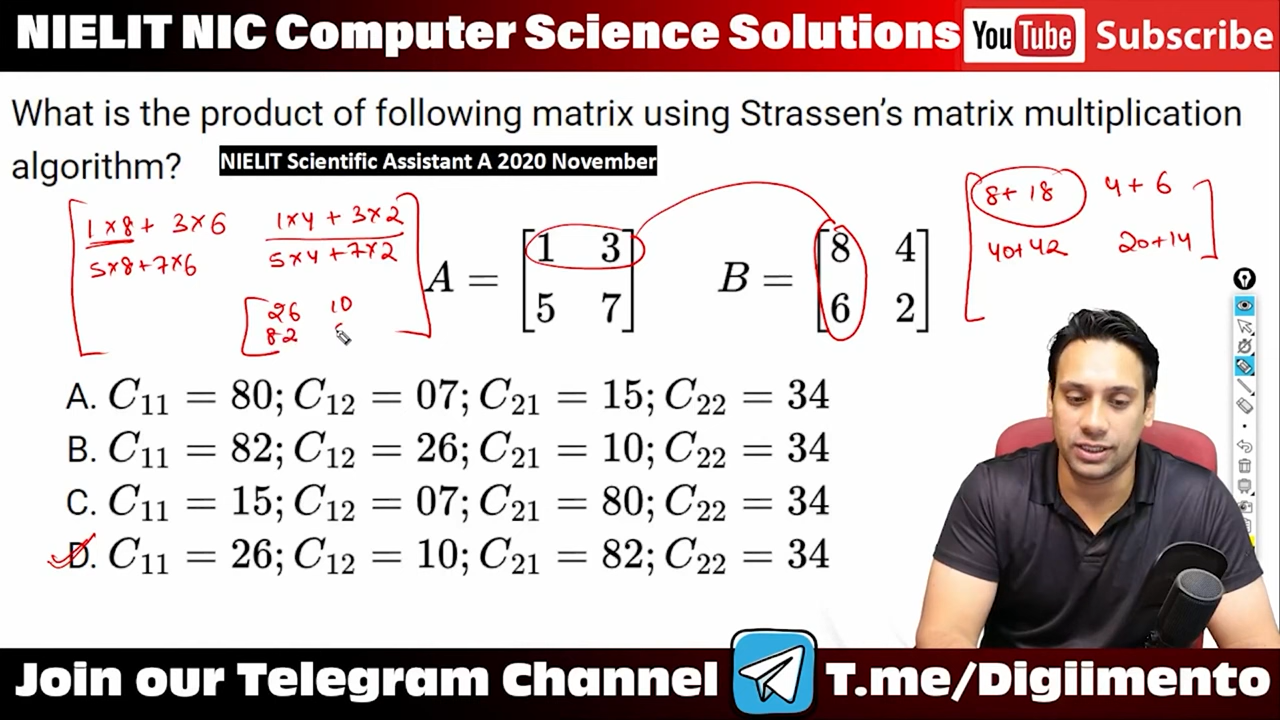 NIELIT NIC Computer Science Solutions
YouTube Subscribe
What is the product of following matrix using Strassen’s matrix multiplication
algorithm?
NIELIT Scientific Assistant A 2020 November
1×8 + 3×6 1×4 + 3×2
5×8+7×6 5×4+7×2
26 10
82
A = [1 3
5 7]
B = [8 4
6 2]
8+18 4+6
40+42 20+14
A. C11 = 80; C12 = 07; C21 = 15; C22 = 34
B. C11 = 82; C12 = 26; C21 = 10; C22 = 34
C. C11 = 15; C12 = 07; C21 = 80; C22 = 34
D. C11 = 26; C12 = 10; C21 = 82; C22 = 34
Join our Telegram Channel T.me/Digiimento